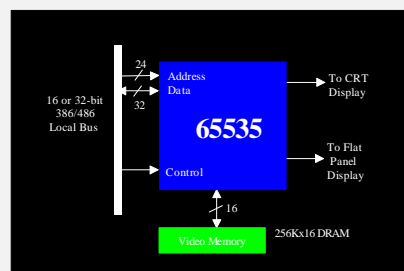 24
Address
To CRT
Display
Data
16 or 32-bit
386/486
Local Bus
32
65535
To Flat
Panel
Display
Control
16
256Kx16 DRAM
Video Memory